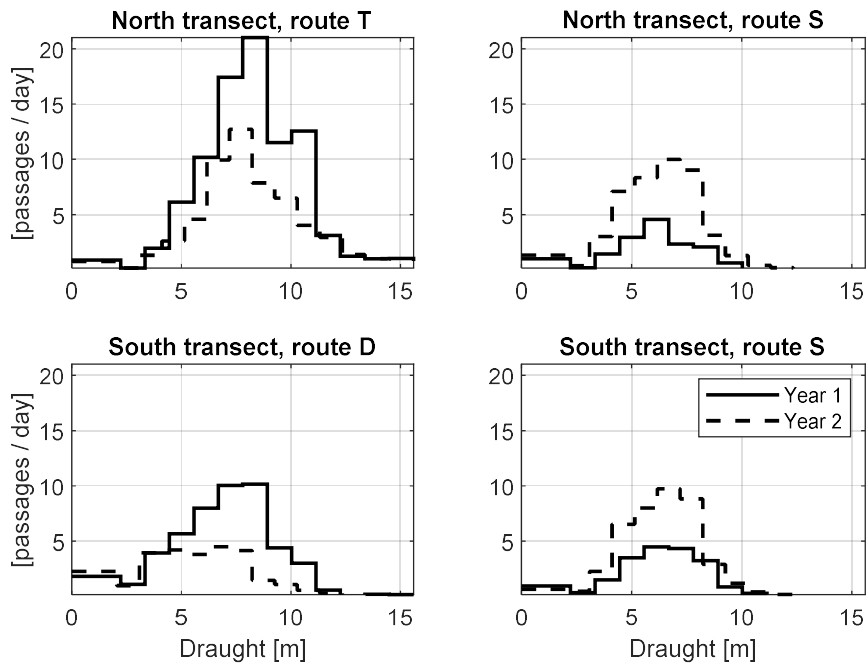 North transect, route T
[passages / day]
20
15
10
5
0 5 10 15
North transect, route S
20
15
10
5
0 5 10 15
South transect, route D
[passages / day]
20
15
10
5
0 5 10 15
Draught [m]
South transect, route S
Year 1
Year 2
20
15
10
5
0 5 10 15
Draught [m]